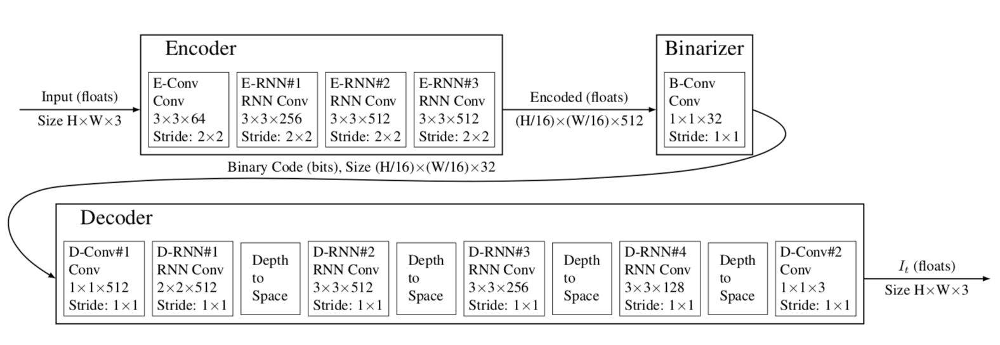 Encoder
Binarizer
Input (floats)
Size H×W×3
E-Conv
Conv
3×3×64
Stride: 2×2
E-RNN#1
RNN Conv
3×3×256
Stride: 2×2
E-RNN#2
RNN Conv
3×3×512
Stride: 2×2
E-RNN#3
RNN Conv
3×3×512
Stride: 2×2
Encoded (floats)
(H/16)×(W/16)×512
B-Conv
Conv
1×1×32
Stride: 1×1
Binary Code (bits), Size (H/16)×(W/16)×32
Decoder
D-Conv#1
Conv
1×1×512
Stride: 1×1
D-RNN#1
RNN Conv
2×2×512
Stride: 1×1
Depth
to
Space
D-RNN#2
RNN Conv
3×3×512
Stride: 1×1
Depth
to
Space
D-RNN#3
RNN Conv
3×3×256
Stride: 1×1
Depth
to
Space
D-RNN#4
RNN Conv
3×3×128
Stride: 1×1
Depth
to
Space
D-Conv#2
Conv
1×1×3
Stride: 1×1
I_t (floats)
Size H×W×3